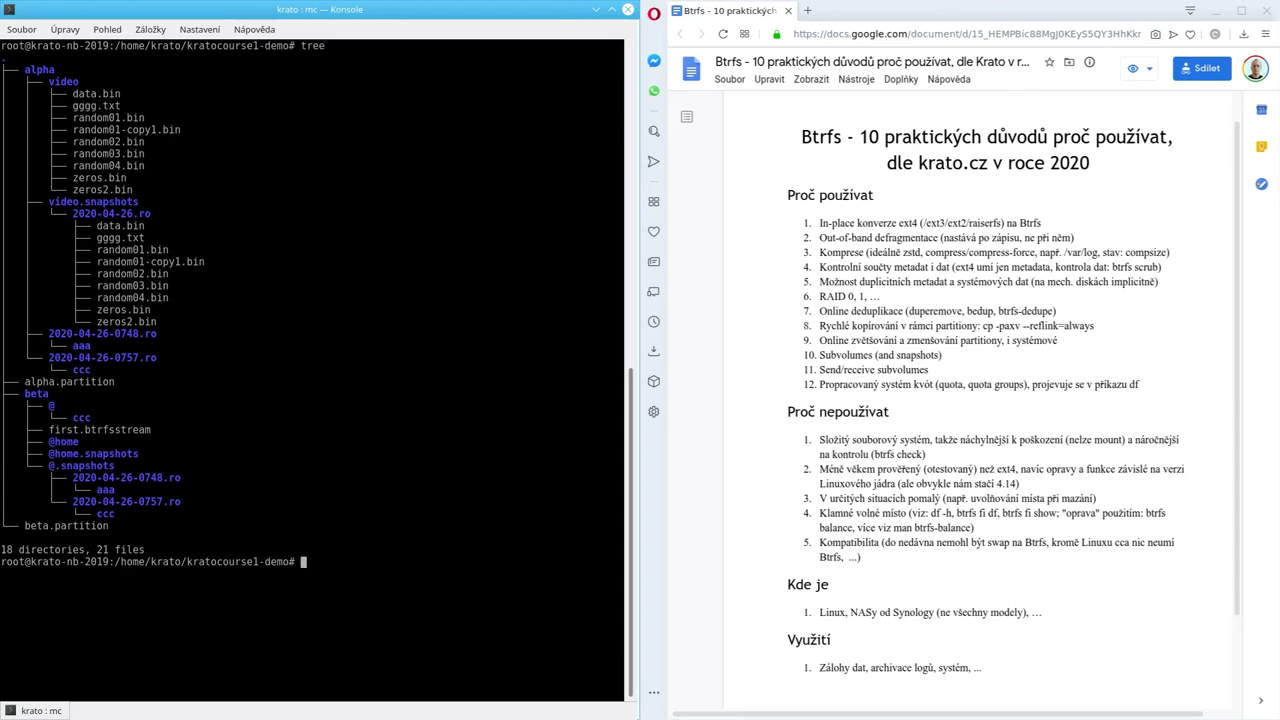 krato : mc — Konsole
Soubor Úpravy Pohled Záložky Nastavení Nápověda
root@krato-nb-2019:/home/krato/kratocourse1-demo# tree
.
├── alpha
│   ├── video
│   │   ├── data.bin
│   │   ├── gggg.txt
│   │   ├── random01.bin
│   │   ├── random01-copy1.bin
│   │   ├── random02.bin
│   │   ├── random03.bin
│   │   ├── random04.bin
│   │   ├── zeros.bin
│   │   └── zeros2.bin
│   ├── video.snapshots
│   │   └── 2020-04-26.ro
│   │       ├── data.bin
│   │       ├── gggg.txt
│   │       ├── random01.bin
│   │       ├── random01-copy1.bin
│   │       ├── random02.bin
│   │       ├── random03.bin
│   │       ├── random04.bin
│   │       ├── zeros.bin
│   │       └── zeros2.bin
│   ├── 2020-04-26-0748.ro
│   │   └── aaa
│   └── 2020-04-26-0757.ro
│       └── ccc
├── alpha.partition
├── beta
│   ├── @
│   │   └── ccc
│   ├── first.btrfsstream
│   ├── @home
│   ├── @home.snapshots
│   └── @.snapshots
│       ├── 2020-04-26-0748.ro
│       │   └── aaa
│       └── 2020-04-26-0757.ro
│           └── ccc
└── beta.partition
18 directories, 21 files
root@krato-nb-2019:/home/krato/kratocourse1-demo#
krato : mc
Btrfs - 10 praktických
https://docs.google.com/document/d/15_HEMPBic88MgJ0KEyS5QY3HhKkr
Btrfs - 10 praktických důvodů proč používat, dle Krato v r...
Soubor Upravit Zobrazit Nástroje Doplňky Nápověda
Sdílet
Btrfs - 10 praktických důvodů proč používat,
dle krato.cz v roce 2020
Proč používat
1. In-place konverze ext4 (/ext3/ext2/raiserfs) na Btrfs
2. Out-of-band defragmentace (nastává po zápisu, ne při něm)
3. Komprese (ideálně zstd, compress/compress-force, např. /var/log, stav: compsize)
4. Kontrolní součty metadat i dat (ext4 umí jen metadata, kontrola dat: btrfs scrub)
5. Možnost duplicitních metadat a systémových dat (na mech. diskách implicitně)
6. RAID 0, 1, …
7. Online deduplikace (duperemove, bedup, btrfs-dedupe)
8. Rychlé kopírování v rámci partitiony: cp -paxv --reflink=always
9. Online zvětšování a zmenšování partitiony, i systémové
10. Subvolumes (and snapshots)
11. Send/receive subvolumes
12. Propracovaný systém kvót (quota, quota groups), projevuje se v příkazu df
Proč nepoužívat
1. Složitý souborový systém, takže náchylnější k poškození (nelze mount) a náročnější
na kontrolu (btrfs check)
2. Méně věkem prověřený (otestovaný) než ext4, navíc opravy a funkce závislé na verzi
Linuxového jádra (ale obvykle nám stačí 4.14)
3. V určitých situacích pomalý (např. uvolňování místa při mazání)
4. Klamné volné místo (viz: df -h, btrfs fi df, btrfs fi show; "oprava" použitím: btrfs
balance, více viz man btrfs-balance)
5. Kompatibilita (do nedávna nemohl být swap na Btrfs, kromě Linuxu cca nic neumí
Btrfs, ...)
Kde je
1. Linux, NASy od Synology (ne všechny modely), …
Využití
1. Zálohy dat, archivace logů, systém, ...